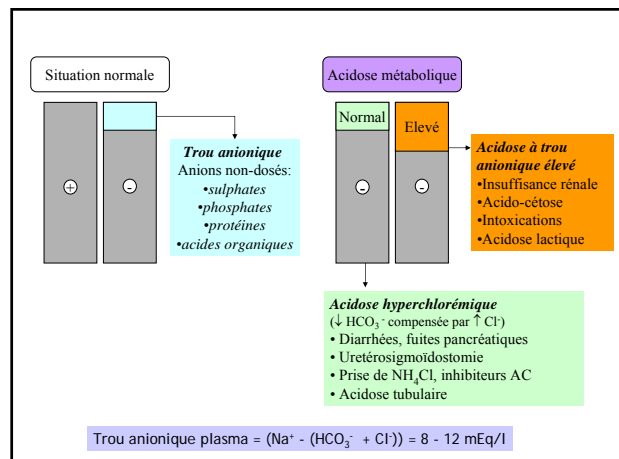 Situation normale
Acidose métabolique
+
-
Normal
-
Elevé
-
Trou anionique
Anions non-dosés:
•sulphates
•phosphates
•protéines
•acides organiques
Acidose à trou
anionique élevé
•Insuffisance rénale
•Acido-cétose
•Intoxications
•Acidose lactique
Acidose hyperchlorémique
(↓ HCO₃⁻ compensée par ↑ Cl⁻)
• Diarrhées, fuites pancréatiques
• Uretérosigmoïdostomie
• Prise de NH₄Cl, inhibiteurs AC
• Acidose tubulaire
Trou anionique plasma = (Na⁺ - (HCO₃⁻ + Cl⁻)) = 8 - 12 mEq/l